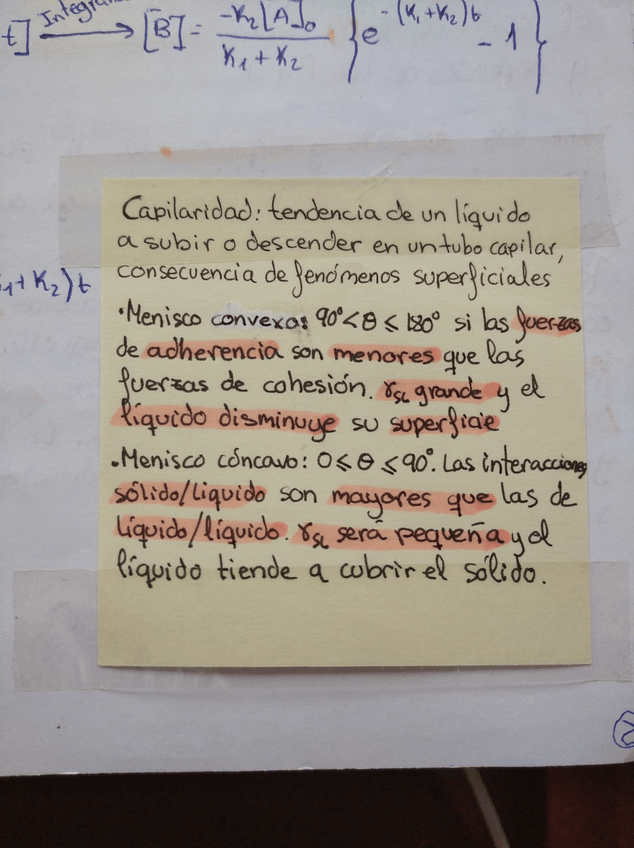 [B] = -K2[A]0 / K1+K2 { e^-(K1+K2)t - 1 }
+ K2)t
Capilaridad: tendencia de un líquido
a subir o descender en un tubo capilar,
consecuencia de fenómenos superficiales
·Menisco convexo: 90°<θ≤180° si las fuerzas
de adherencia son menores que las
fuerzas de cohesión. γSL grande y el
líquido disminuye su superficie
·Menisco cóncavo: 0≤θ≤90°. Las interacciones
sólido/liquido son mayores que las de
líquido/líquido. γSL será pequeña y el
líquido tiende a cubrir el sólido.